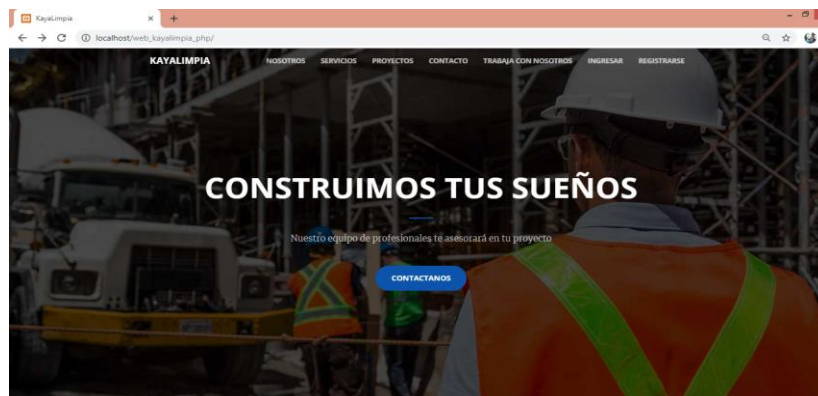 KayaLimpia
localhost/web_kayalimpia_php/
KAYALIMPIA NOSOTROS SERVICIOS PROYECTOS CONTACTO TRABAJA CON NOSOTROS INGRESAR REGISTRARSE
CONSTRUIMOS TUS SUEÑOS
Nuestro equipo de profesionales te asesorará en tu proyecto
CONTACTANOS